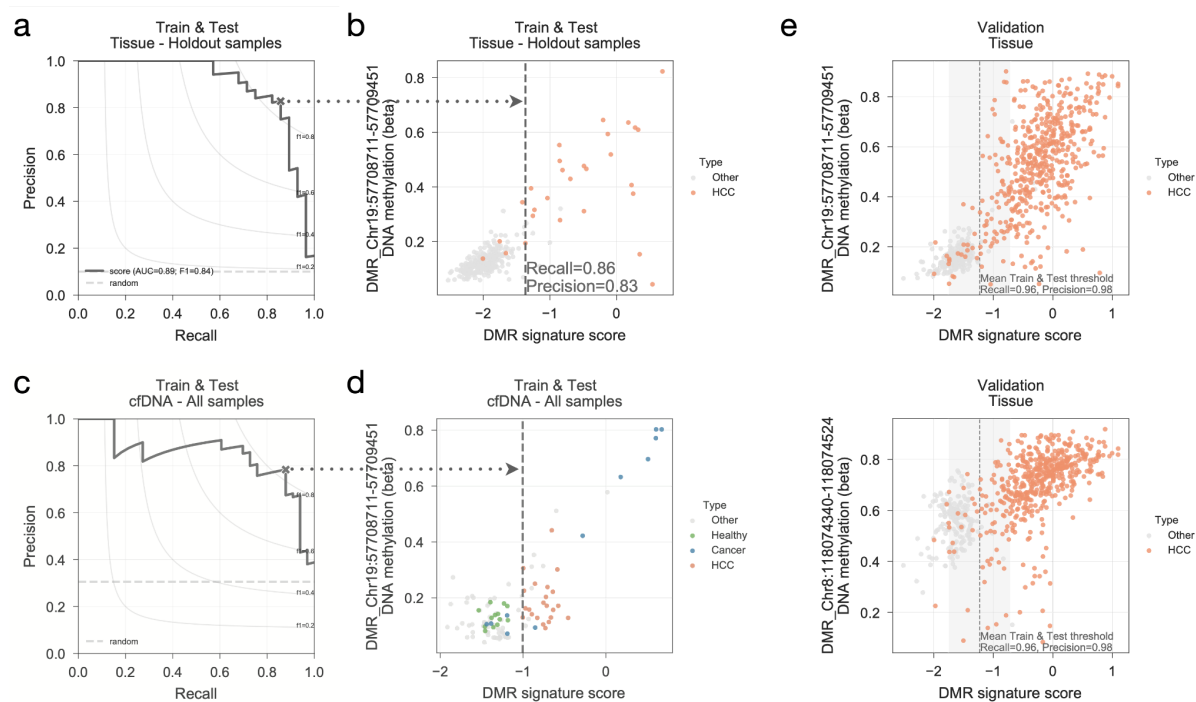 a
Train & Test
Tissue - Holdout samples
Precision
1.0
0.8
0.6
0.4
0.2
0.0
f1=0.8
f1=0.6
f1=0.4
f1=0.2
score (AUC=0.89; F1=0.84)
random
0.0 0.2 0.4 0.6 0.8 1.0
Recall
b
Train & Test
Tissue - Holdout samples
DMR_Chr19:57708711-57709451
_DNA methylation (beta)
0.8
0.6
0.4
0.2
Recall=0.86
Precision=0.83
−2 −1 0
DMR signature score
Type
Other
HCC
e
Validation
Tissue
DMR_Chr19:57708711-57709451
_DNA methylation (beta)
0.8
0.6
0.4
0.2
Mean Train & Test threshold
Recall=0.96, Precision=0.98
−2 −1 0 1
DMR signature score
Type
Other
HCC
c
Train & Test
cfDNA - All samples
Precision
1.0
0.8
0.6
0.4
0.2
0.0
f1=0.8
f1=0.6
f1=0.4
f1=0.2
random
0.0 0.2 0.4 0.6 0.8 1.0
Recall
d
Train & Test
cfDNA - All samples
DMR_Chr19:57708711-57709451
_DNA methylation (beta)
0.8
0.6
0.4
0.2
−2 −1 0
DMR signature score
Type
Other
Healthy
Cancer
HCC
Validation
Tissue
DMR_Chr8:118074340-118074524
_DNA methylation (beta)
0.8
0.6
0.4
0.2
Mean Train & Test threshold
Recall=0.96, Precision=0.98
−2 −1 0 1
DMR signature score
Type
Other
HCC